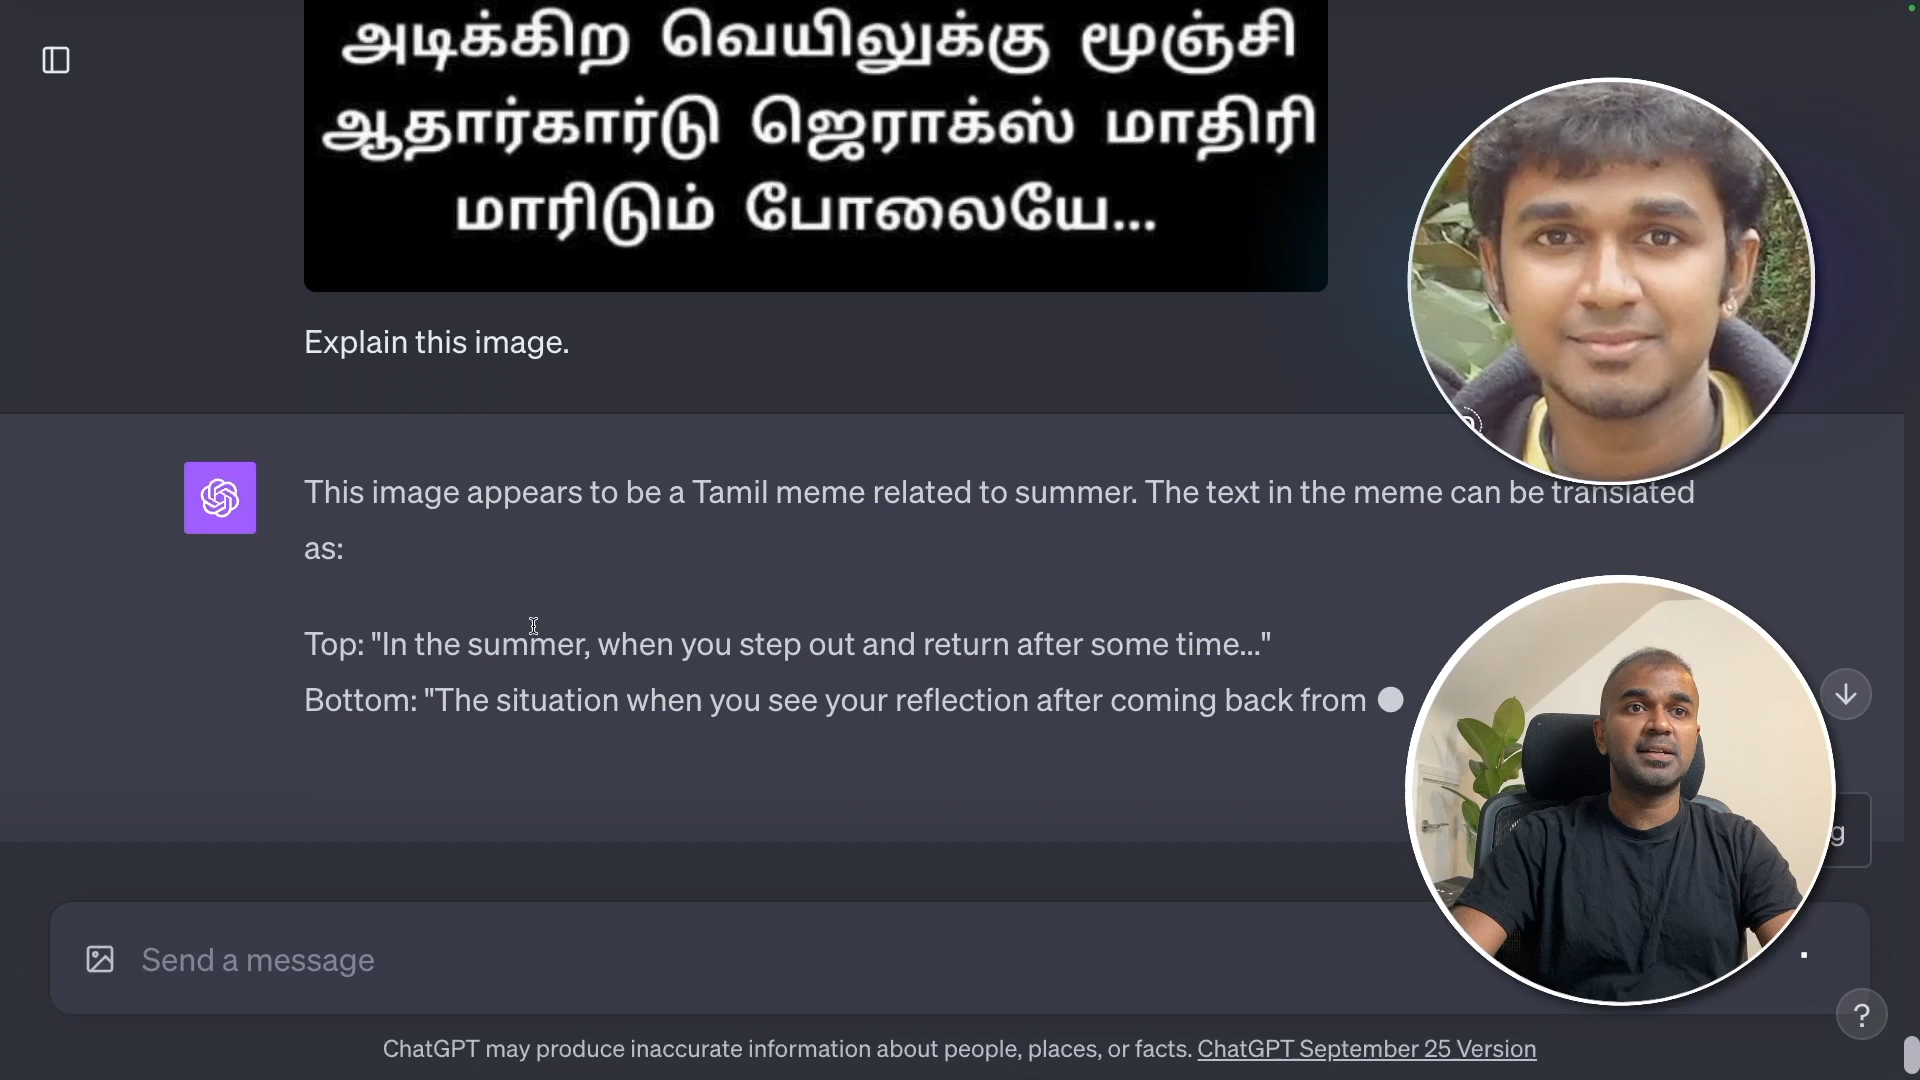 அடிக்கிற வெயிலுக்கு மூஞ்சி
ஆதார்கார்டு ஜெராக்ஸ் மாதிரி
மாரிடும் போலையே...
Explain this image.
This image appears to be a Tamil meme related to summer. The text in the meme can be translated
as:
Top: "In the summer, when you step out and return after some time..."
Bottom: "The situation when you see your reflection after coming back from
Send a message
?
ChatGPT may produce inaccurate information about people, places, or facts. ChatGPT September 25 Version